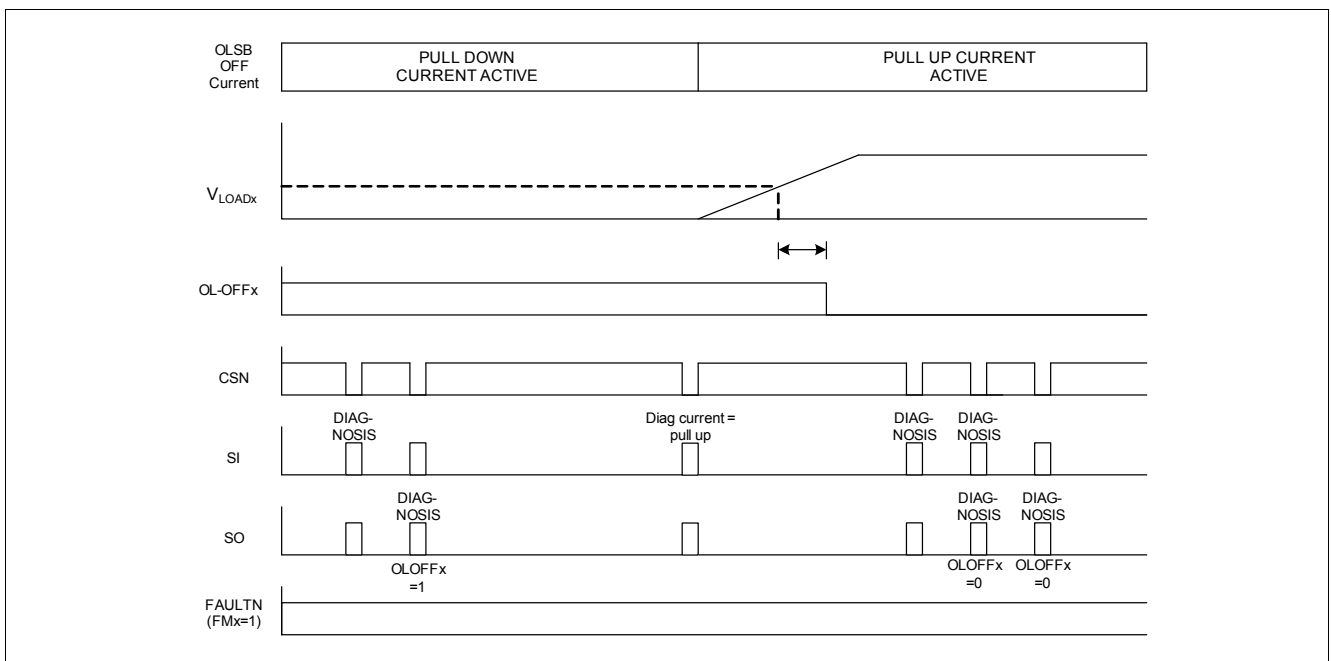 OLSB
OFF
Current
PULL DOWN
CURRENT ACTIVE
PULL UP CURRENT
ACTIVE
VLOADx
OL-OFFx
CSN
DIAG-
NOSIS
Diag current =
pull up
DIAG-
NOSIS
DIAG-
NOSIS
SI
DIAG-
NOSIS
DIAG-
NOSIS
DIAG-
NOSIS
SO
OLOFFx
=1
OLOFFx
=0
OLOFFx
=0
FAULTN
(FMx=1)